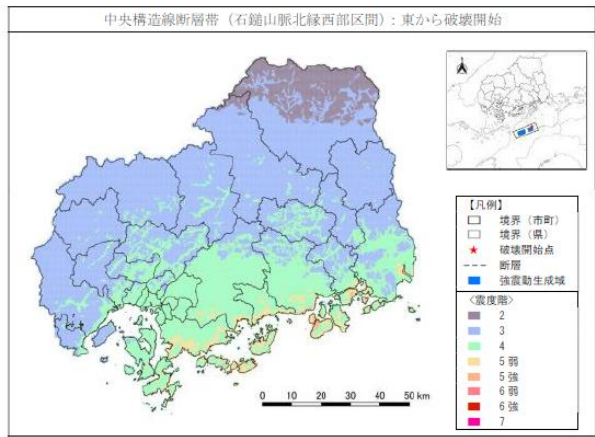 中央構造線断層帯（石鎚山脈北縁西部区間）：東から破壊開始
【凡例】
境界（市町）
境界（県）
破壊開始点
断層
強震動生成域
<震度階>
2
3
4
5 弱
5 強
6 弱
6 強
7
0 10 20 30 40 50 km